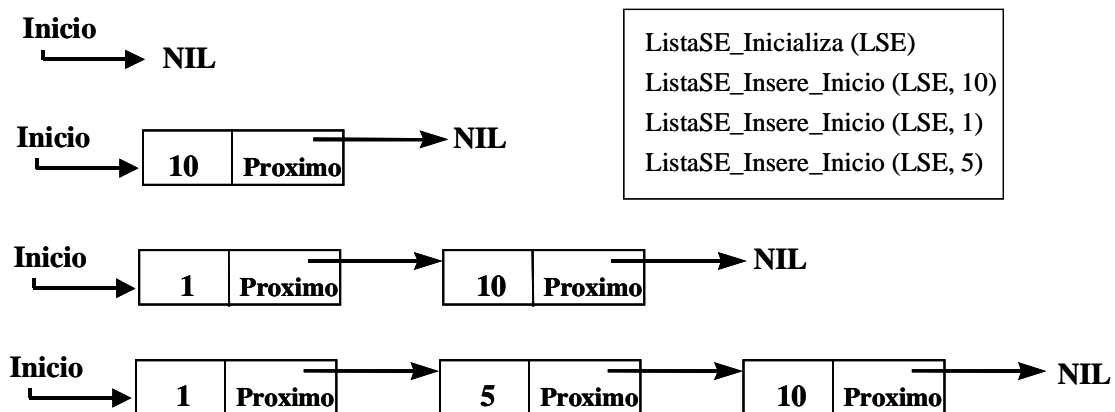 Inicio
NIL
ListaSE_Inicializa (LSE)
ListaSE_Insere_Inicio (LSE, 10)
ListaSE_Insere_Inicio (LSE, 1)
ListaSE_Insere_Inicio (LSE, 5)
Inicio
10 Proximo
NIL
Inicio
1 Proximo
10 Proximo
NIL
Inicio
1 Proximo
5 Proximo
10 Proximo
NIL